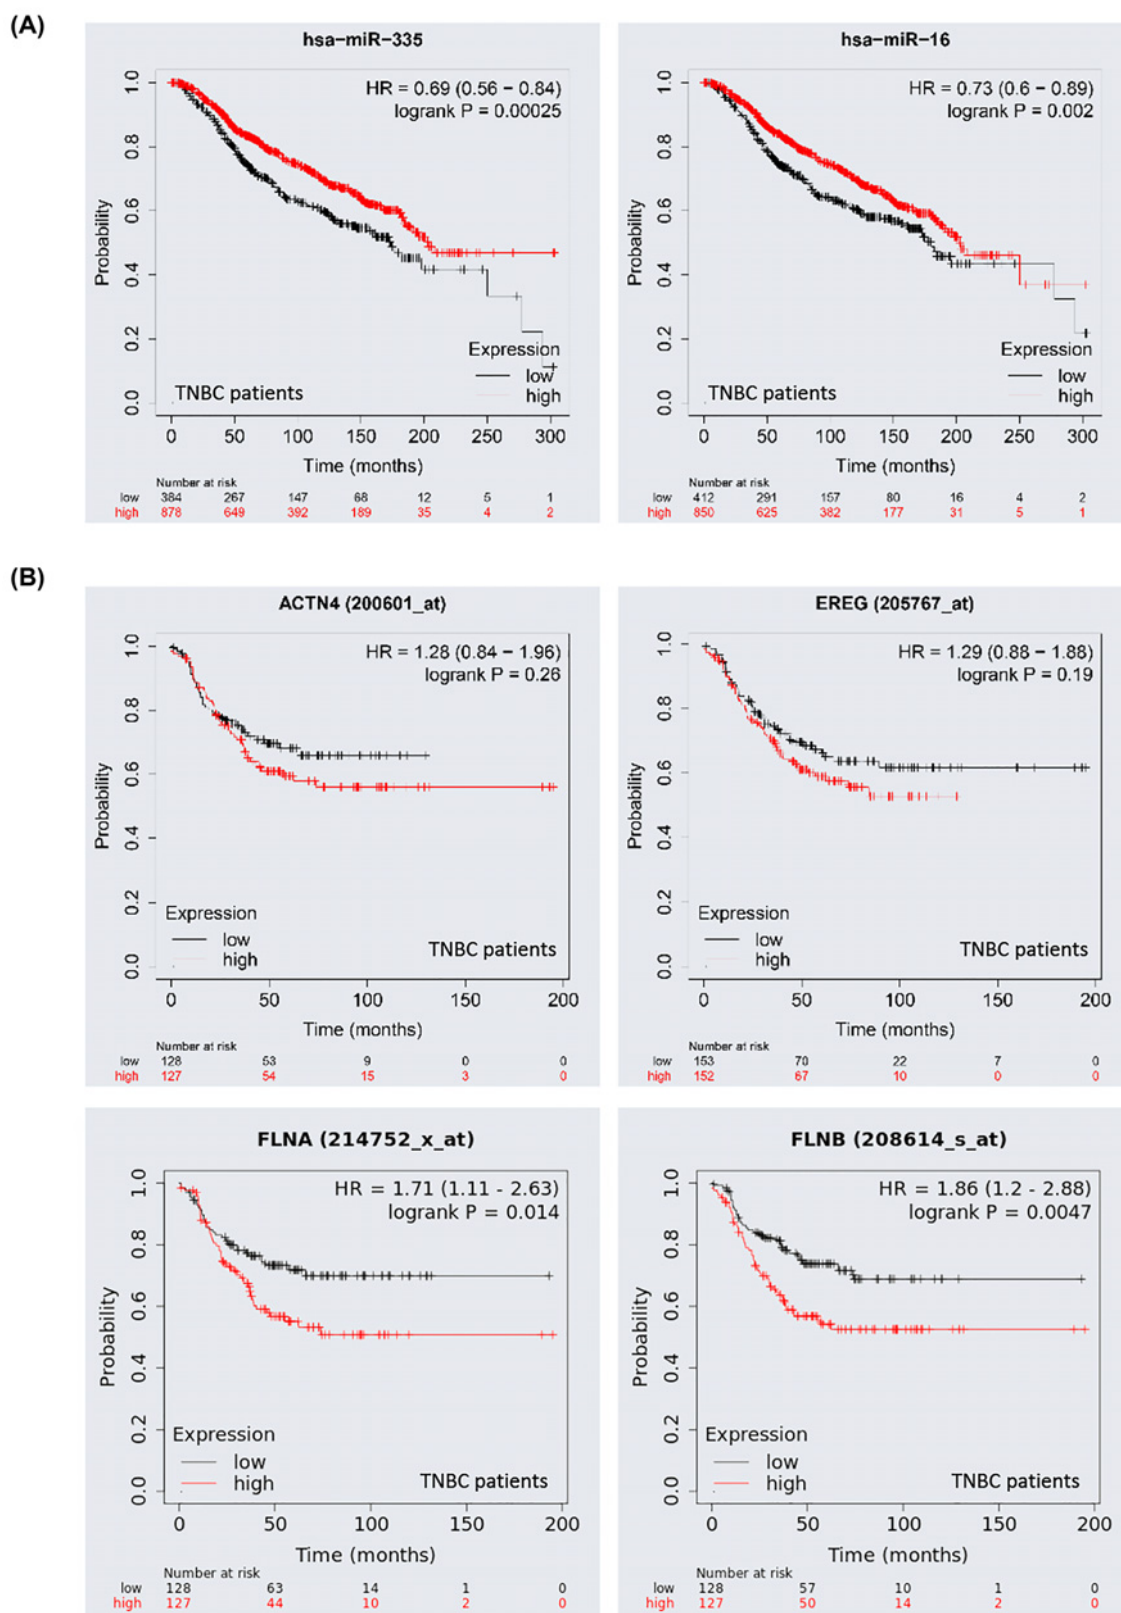 (A)
hsa-miR-335
HR = 0.69 (0.56 − 0.84)
logrank P = 0.00025
Probability
1.0
0.8
0.6
0.4
0.2
0.0
Expression
low
high
TNBC patients
0 50 100 150 200 250 300
Time (months)
Number at risk
low 384 267 147 68 12 5 1
high 878 649 392 189 35 4 2
hsa-miR-16
HR = 0.73 (0.6 − 0.89)
logrank P = 0.002
Probability
1.0
0.8
0.6
0.4
0.2
0.0
Expression
low
high
TNBC patients
0 50 100 150 200 250 300
Time (months)
Number at risk
low 412 291 157 80 16 4 2
high 850 625 382 177 31 5 1
(B)
ACTN4 (200601_at)
HR = 1.28 (0.84 − 1.96)
logrank P = 0.26
Probability
1.0
0.8
0.6
0.4
0.2
0.0
Expression
low
high
TNBC patients
0 50 100 150 200
Time (months)
Number at risk
low 128 53 9 0 0
high 127 54 15 3 0
EREG (205767_at)
HR = 1.29 (0.88 − 1.88)
logrank P = 0.19
Probability
1.0
0.8
0.6
0.4
0.2
0.0
Expression
low
high
TNBC patients
0 50 100 150 200
Time (months)
Number at risk
low 153 70 22 7 0
high 152 67 10 0 0
FLNA (214752_x_at)
HR = 1.71 (1.11 - 2.63)
logrank P = 0.014
Probability
1.0
0.8
0.6
0.4
0.2
0.0
Expression
low
high
TNBC patients
0 50 100 150 200
Time (months)
Number at risk
low 128 63 14 1 0
high 127 44 10 2 0
FLNB (208614_s_at)
HR = 1.86 (1.2 - 2.88)
logrank P = 0.0047
Probability
1.0
0.8
0.6
0.4
0.2
0.0
Expression
low
high
TNBC patients
0 50 100 150 200
Time (months)
Number at risk
low 128 57 10 1 0
high 127 50 14 2 0